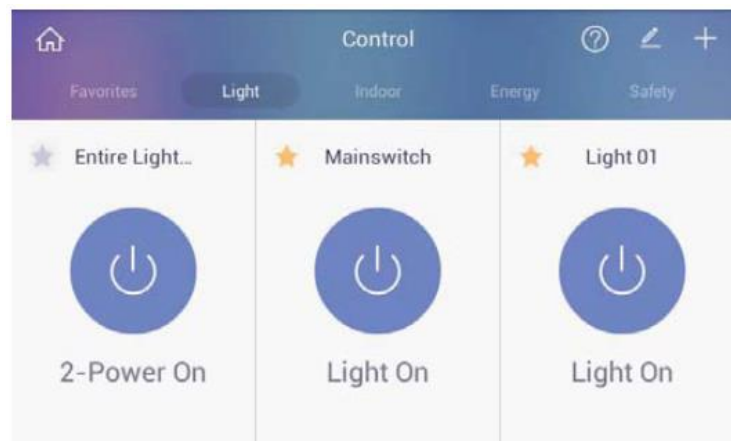 Control
Favorites Light Indoor Energy Safety
Entire Light... Mainswitch Light 01
2-Power On Light On Light On